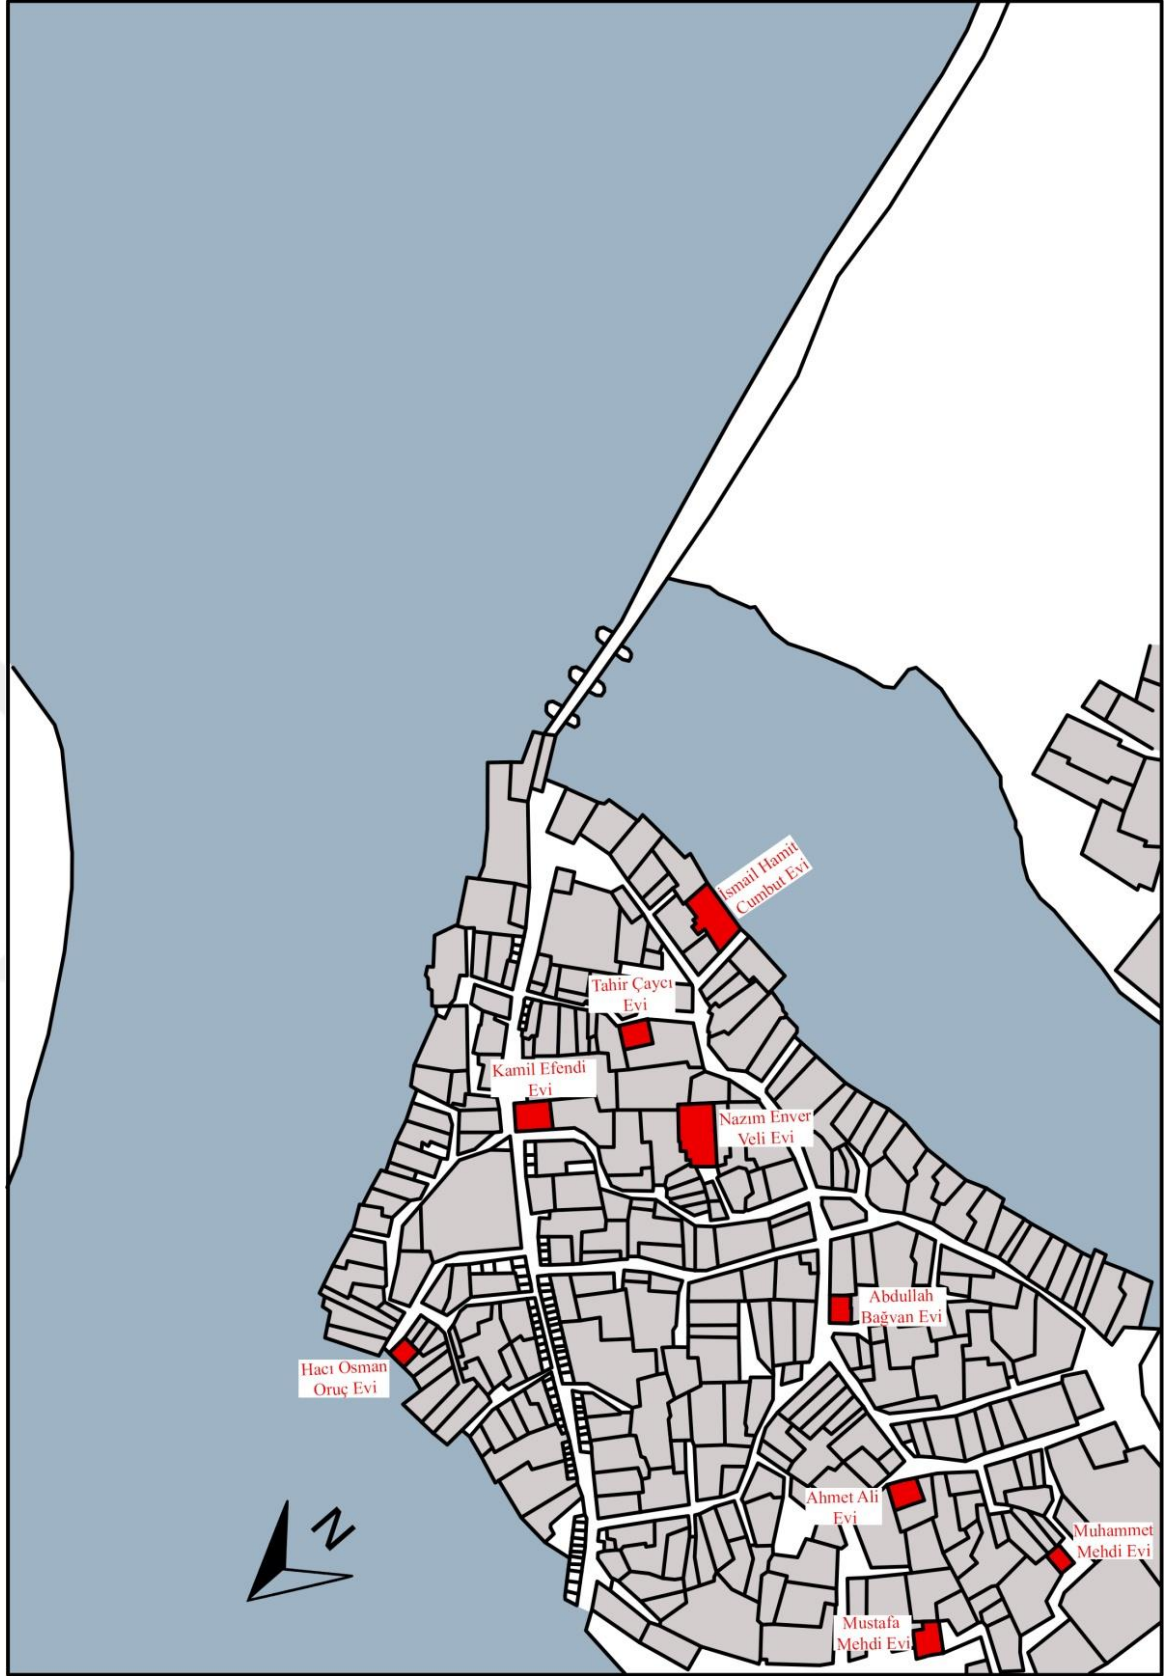 İsmail Hamit
Cumbut Evi
Tahir Çaycı
Evi
Kamil Efendi
Evi
Nazım Enver
Veli Evi
Abdullah
Bağvan Evi
Hacı Osman
Oruç Evi
Ahmet Ali
Evi
N
Muhammet
Mehdi Evi
Mustafa
Mehdi Evi